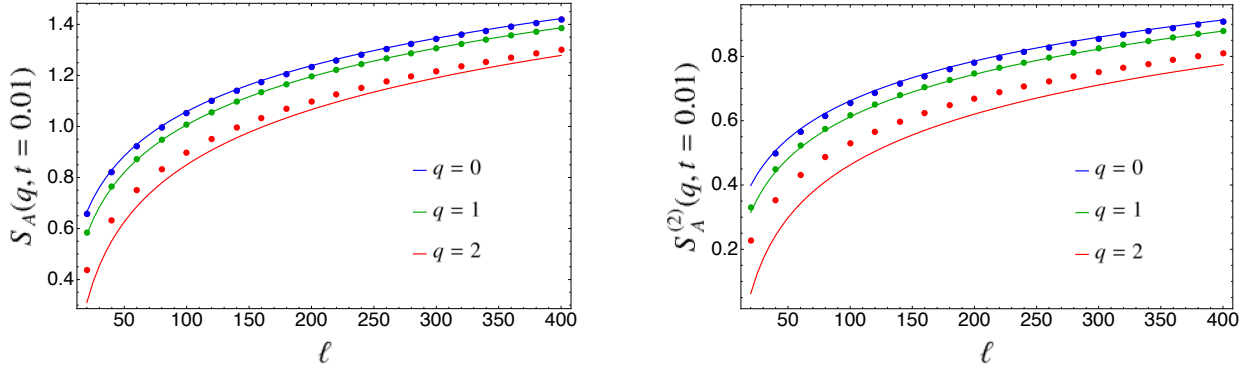 S_A(q, t = 0.01)
1.4
1.2
1.0
0.8
0.6
0.4
q = 0
q = 1
q = 2
50 100 150 200 250 300 350 400
ℓ
S_A^{(2)}(q, t = 0.01)
0.8
0.6
0.4
0.2
q = 0
q = 1
q = 2
50 100 150 200 250 300 350 400
ℓ